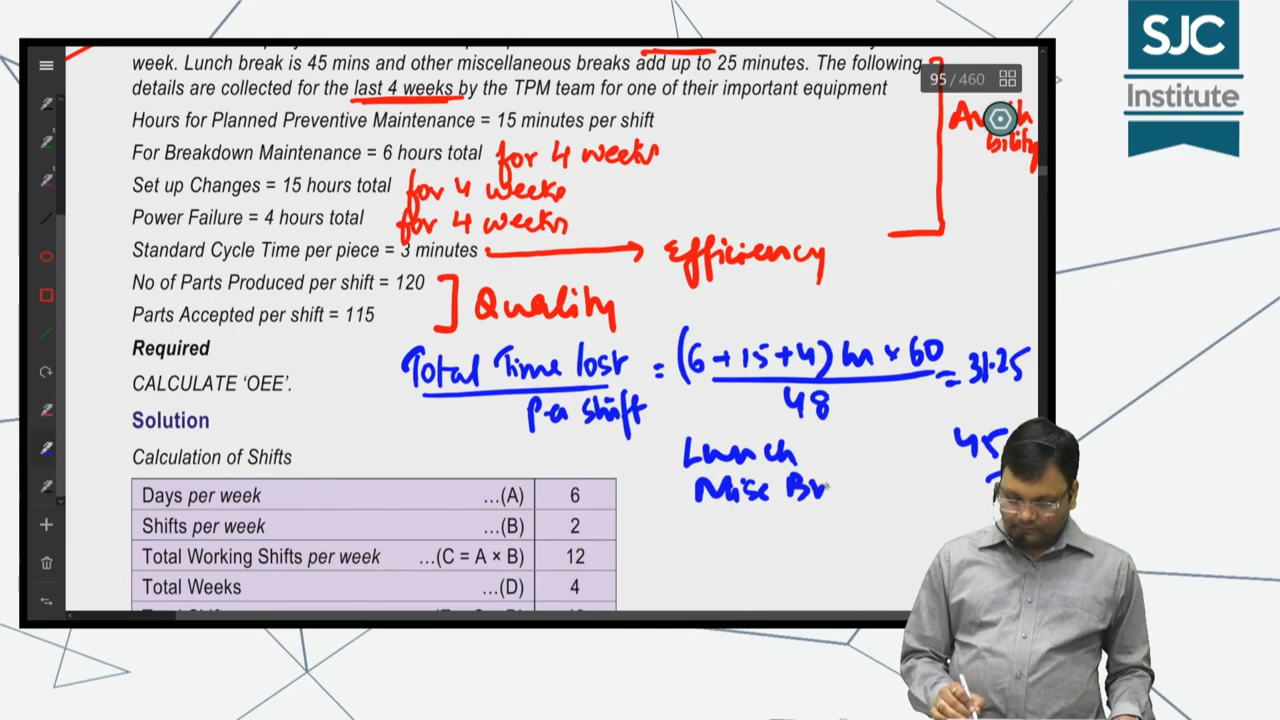 SJC
Institute
week. Lunch break is 45 mins and other miscellaneous breaks add up to 25 minutes. The following
details are collected for the last 4 weeks by the TPM team for one of their important equipment
95 / 460
Hours for Planned Preventive Maintenance = 15 minutes per shift
For Breakdown Maintenance = 6 hours total for 4 weeks
Set up Changes = 15 hours total for 4 weeks
Power Failure = 4 hours total for 4 weeks
Standard Cycle Time per piece = 3 minutes Efficiency
No of Parts Produced per shift = 120
Parts Accepted per shift = 115
Quality
Required
CALCULATE ‘OEE’.
Total Time lost = (6+15+4) hr × 60 = 31.25
Per shift 48
Solution
Calculation of Shifts
Lunch 45
Misc Br
Days per week ...(A) 6
Shifts per week ...(B) 2
Total Working Shifts per week ...(C = A × B) 12
Total Weeks ...(D) 4